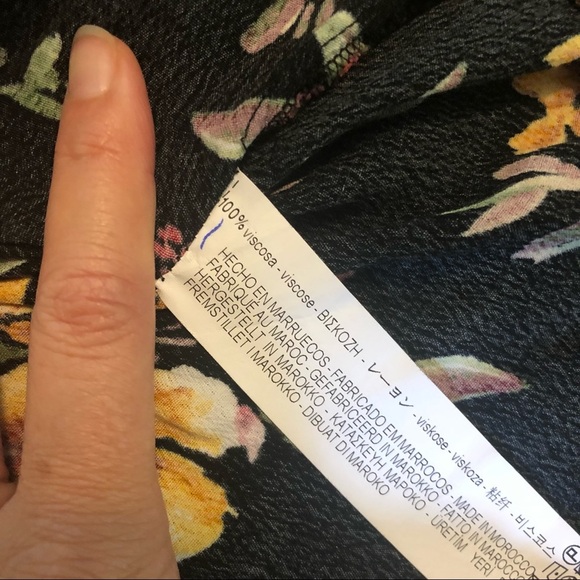 100% viscosa - viscose - ΒΙΣΚΟΖΗ - レーヨン - viskose - viskoza - 粘纤 - 비스코스
HECHO EN MARRUECOS - FABRICADO EM MARROCOS - MADE IN MOROCCO
FABRIQUÉ AU MAROC - GEFABRICEERD IN MAROKKO - FATTO IN MAROCCO
HERGESTELLT IN MAROKKO - ΚΑΤΑΣΚΕΥΗ ΜΑΡΟΚΟ - ÜRETİM YERİ
FREMSTILLET I MAROKKO - DIBUAT DI MAROKO